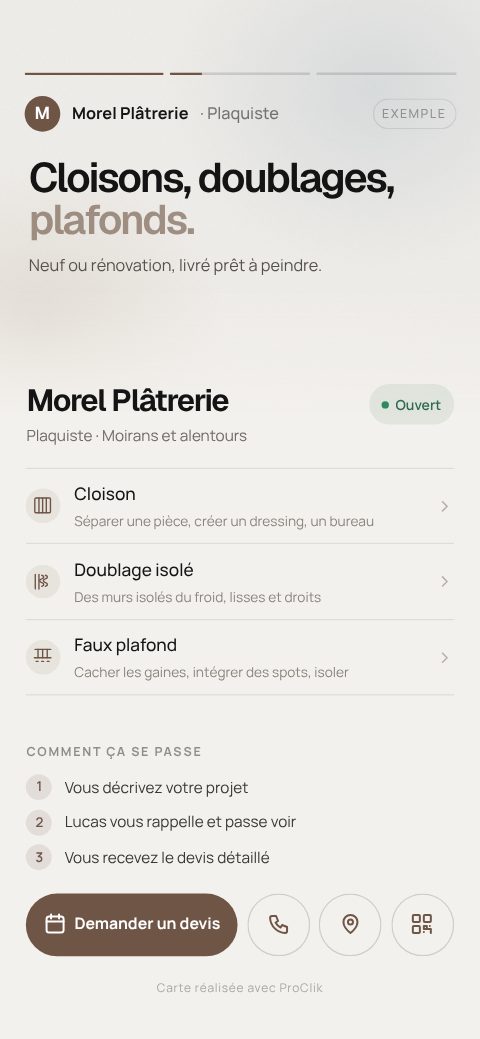 M Morel Plâtrerie · Plaquiste EXEMPLE
Cloisons, doublages,
plafonds.
Neuf ou rénovation, livré prêt à peindre.
Morel Plâtrerie
Ouvert
Plaquiste · Moirans et alentours
Cloison
Séparer une pièce, créer un dressing, un bureau
Doublage isolé
Des murs isolés du froid, lisses et droits
Faux plafond
Cacher les gaines, intégrer des spots, isoler
COMMENT ÇA SE PASSE
1 Vous décrivez votre projet
2 Lucas vous rappelle et passe voir
3 Vous recevez le devis détaillé
Demander un devis
Carte réalisée avec ProClik